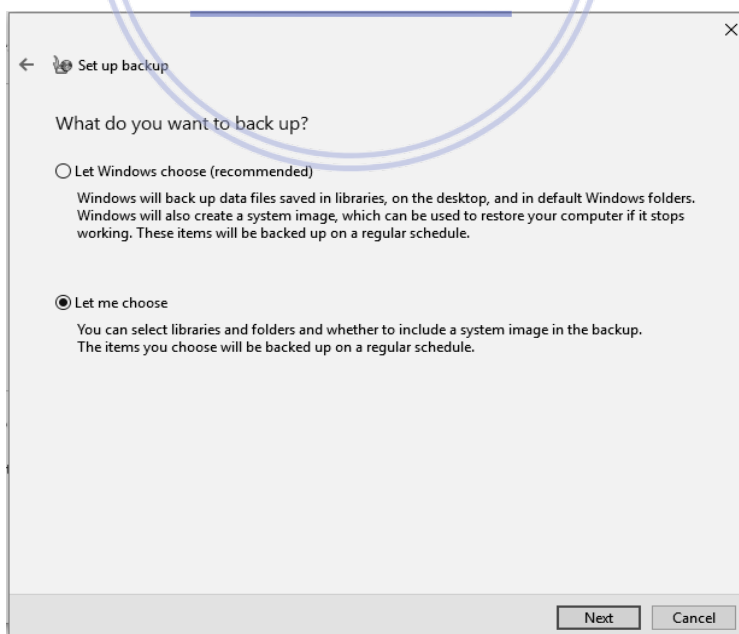 Set up backup
What do you want to back up?
Let Windows choose (recommended)
Windows will back up data files saved in libraries, on the desktop, and in default Windows folders.
Windows will also create a system image, which can be used to restore your computer if it stops
working. These items will be backed up on a regular schedule.
Let me choose
You can select libraries and folders and whether to include a system image in the backup.
The items you choose will be backed up on a regular schedule.
Next Cancel